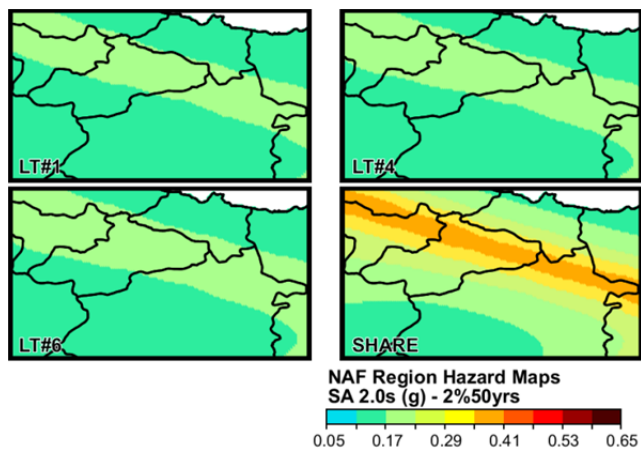 LT#1
LT#4
LT#6
SHARE
NAF Region Hazard Maps
SA 2.0s (g) - 2%50yrs
0.05 0.17 0.29 0.41 0.53 0.65